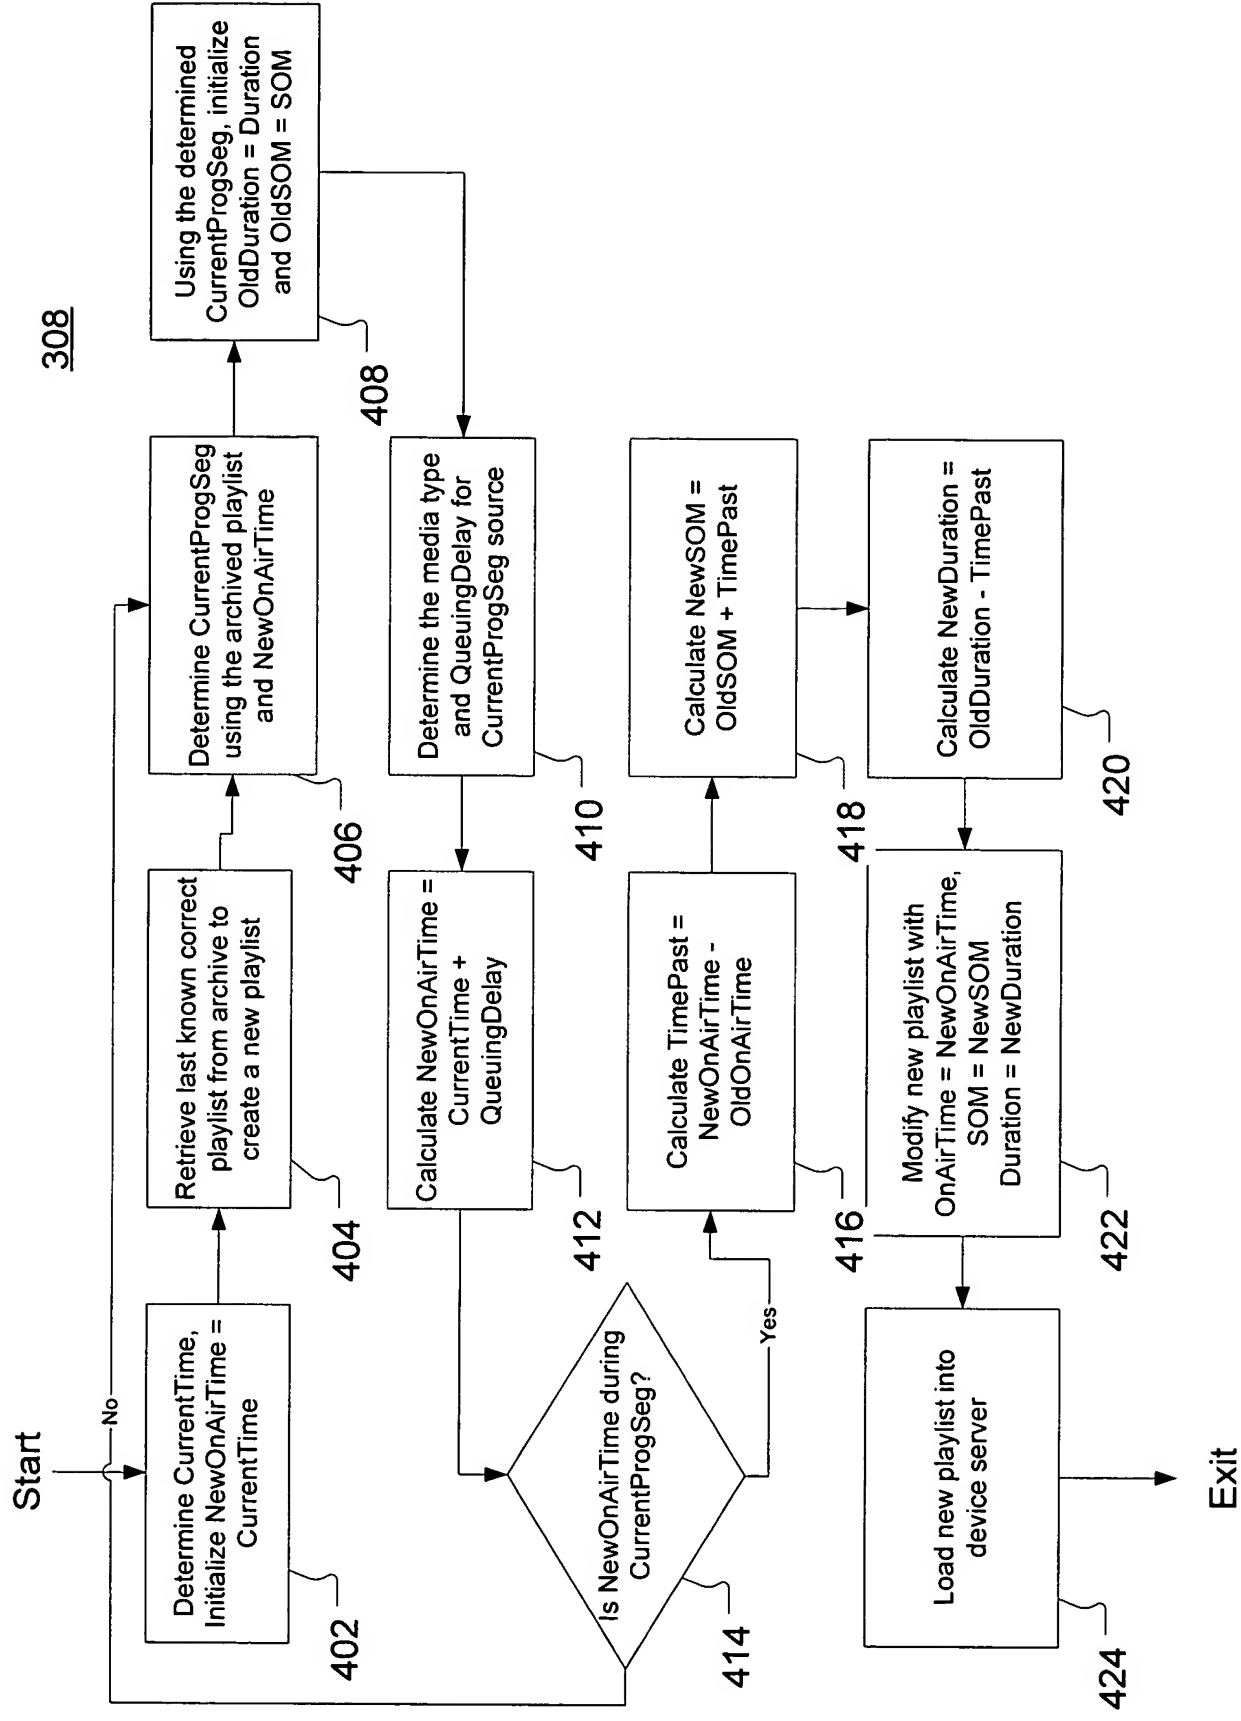 308
Start
Determine CurrentTime,
Initialize NewOnAirTime =
CurrentTime
402
Retrieve last known correct
playlist from archive to
create a new playlist
404
Determine CurrentProgSeg
using the archived playlist
and NewOnAirTime
406
Using the determined
CurrentProgSeg, initialize
OldDuration = Duration
and OldSOM = SOM
408
No
Determine the media type
and QueuingDelay for
CurrentProgSeg source
410
Calculate NewOnAirTime =
CurrentTime +
QueuingDelay
412
Is NewOnAirTime during
CurrentProgSeg?
414
Yes
Calculate TimePast =
NewOnAirTime -
OldOnAirTime
416
Calculate NewSOM =
OldSOM + TimePast
418
Calculate NewDuration =
OldDuration - TimePast
420
Modify new playlist with
OnAirTime = NewOnAirTime,
SOM = NewSOM
Duration = NewDuration
422
Load new playlist into
device server
424
Exit